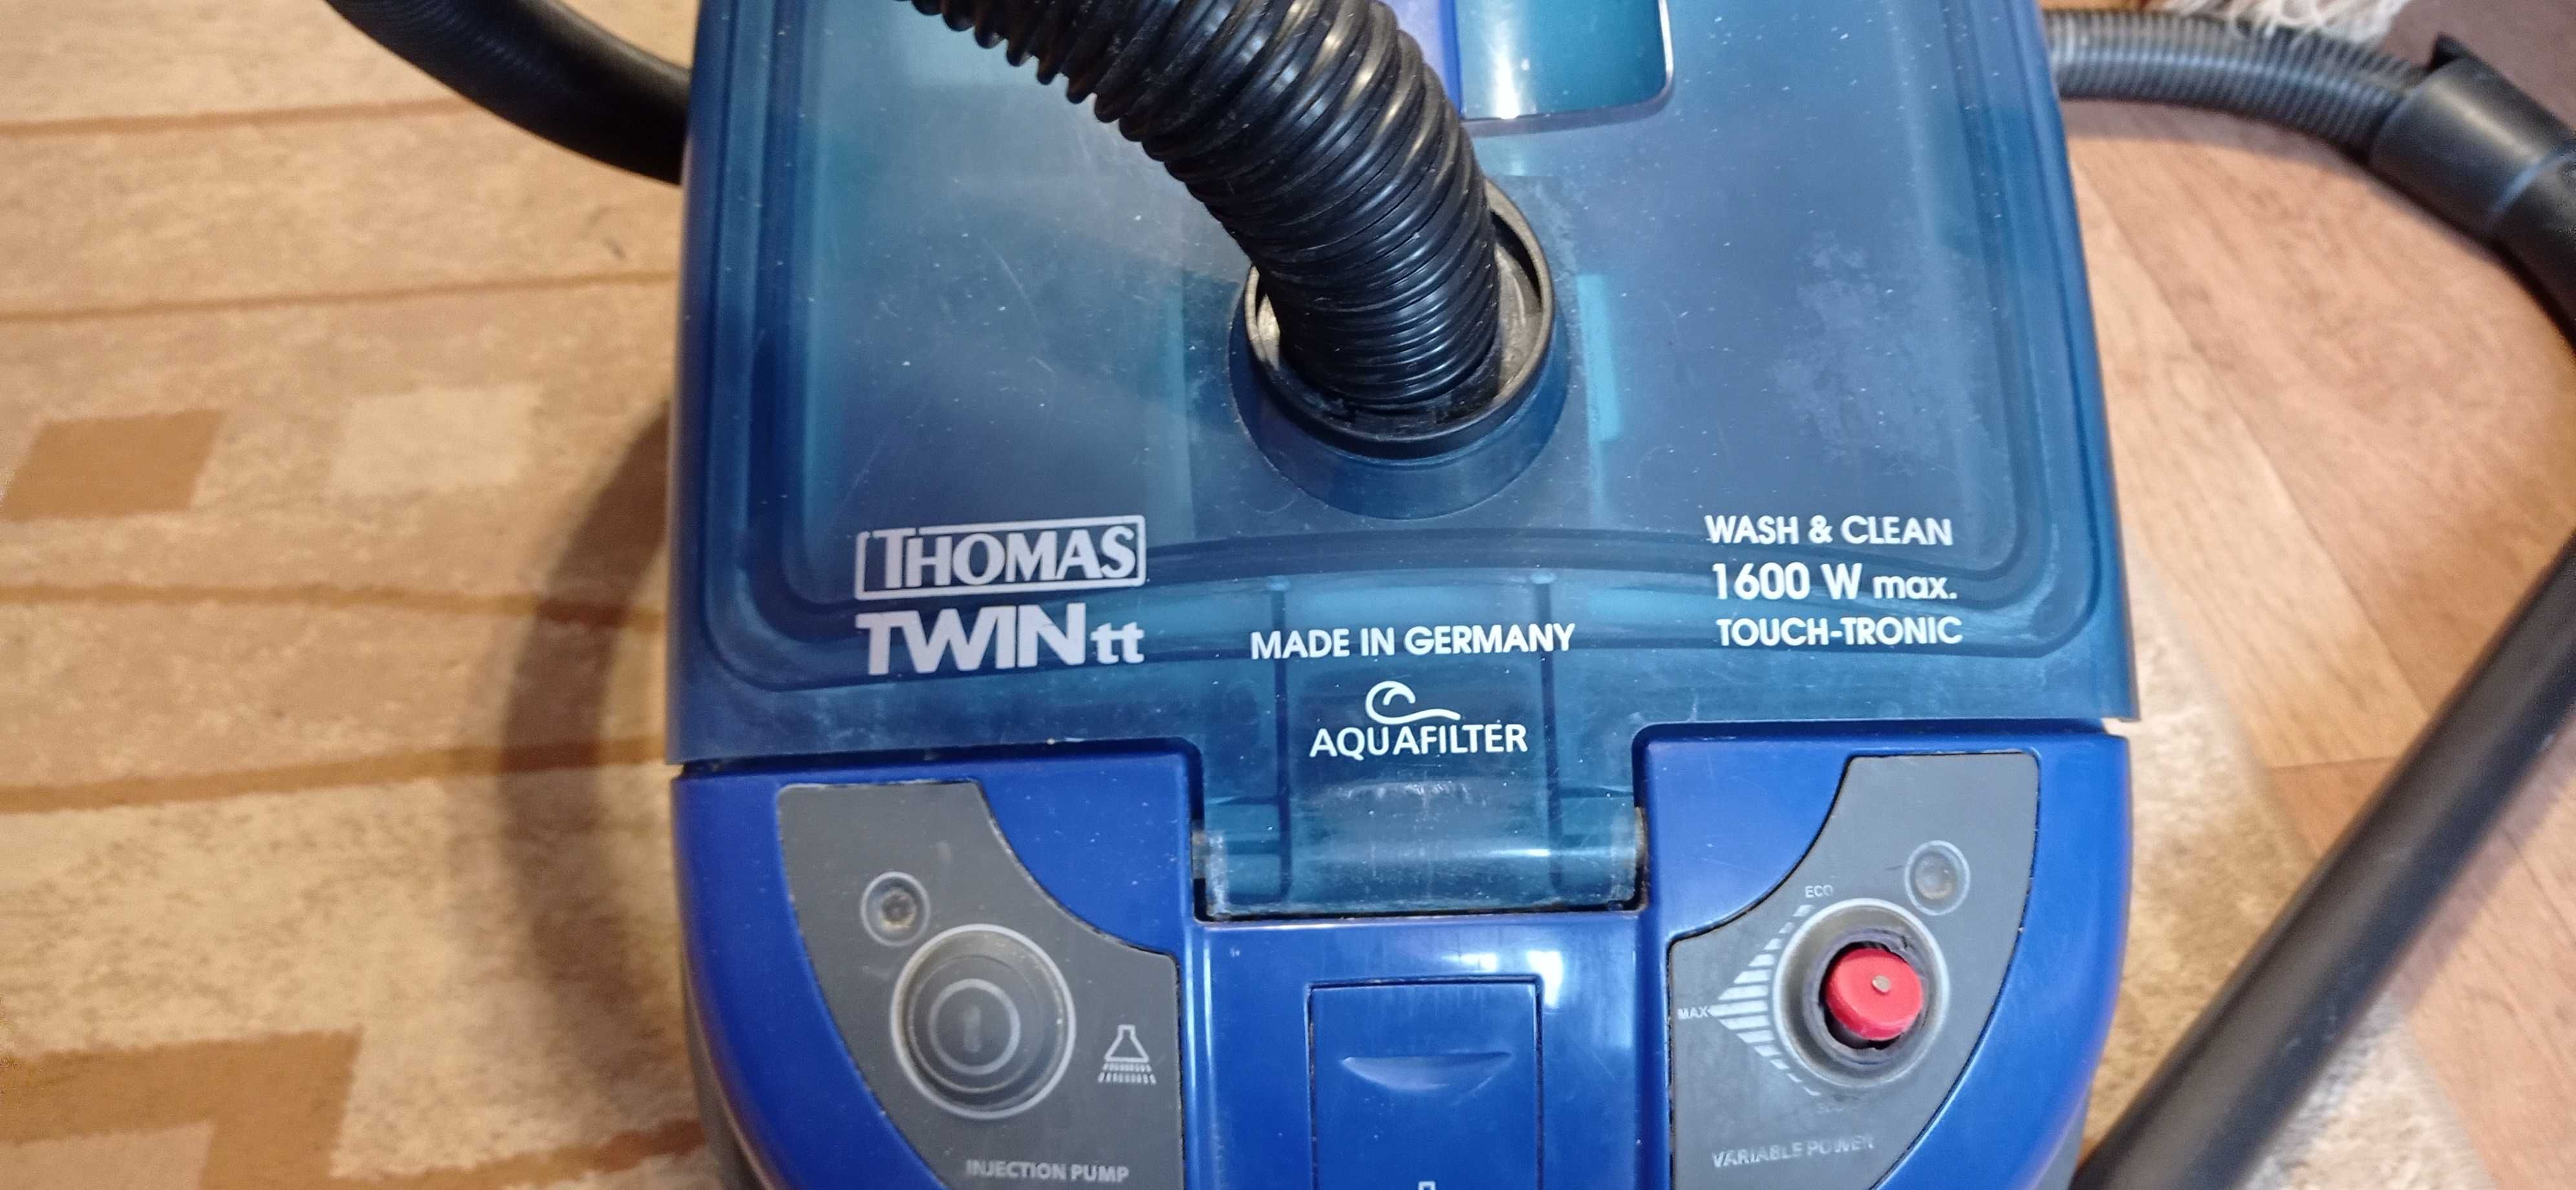 THOMAS
TWIN tt
MADE IN GERMANY
AQUAFILTER
WASH & CLEAN
1600 W max.
TOUCH-TRONIC
INJECTION PUMP
ECO
MAX
VARIABLE POWER